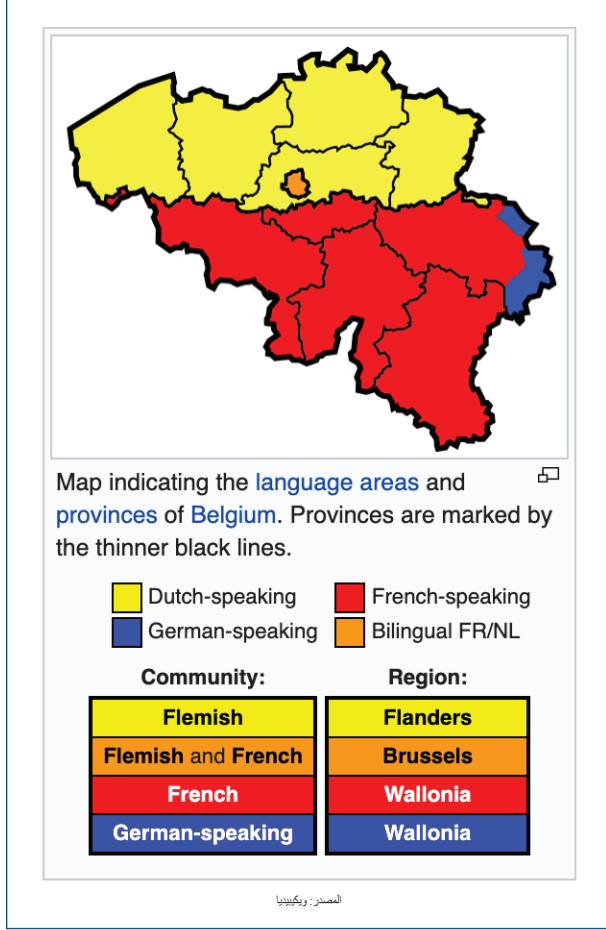 Map indicating the language areas and
provinces of Belgium. Provinces are marked by
the thinner black lines.
Dutch-speaking French-speaking
German-speaking Bilingual FR/NL
Community: Region:
Flemish Flanders
Flemish and French Brussels
French Wallonia
German-speaking Wallonia
المصدر: ويكيبيديا